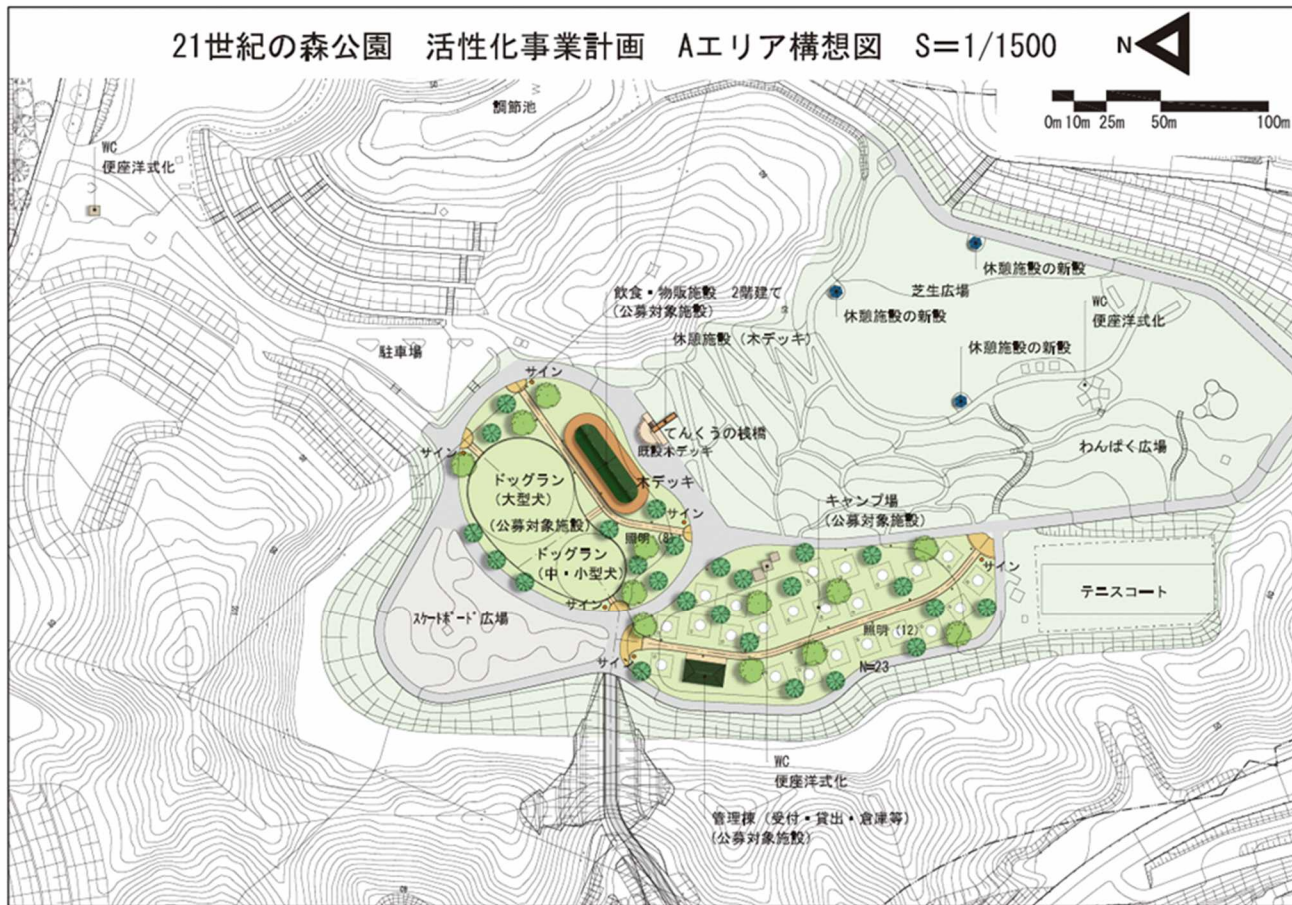 21世紀の森公園 活性化事業計画 Aエリア構想図 S=1/1500
N
0m 10m 25m 50m 100m
調節池
WC
便座洋式化
休憩施設の新設
芝生広場
飲食・物販施設 2階建て
(公募対象施設)
休憩施設の新設
WC
便座洋式化
休憩施設(木デッキ)
駐車場
休憩施設の新設
サイン
てんくうの桟橋
既設木デッキ
わんぱく広場
サイン
ドッグラン
(大型犬)
木デッキ
(公募対象施設)
キャンプ場
(公募対象施設)
サイン
照明(8)
ドッグラン
(中・小型犬)
サイン
テニスコート
サイン
スケートボード広場
照明(12)
サイン
N=23
WC
便座洋式化
管理棟(受付・貸出・倉庫等)
(公募対象施設)